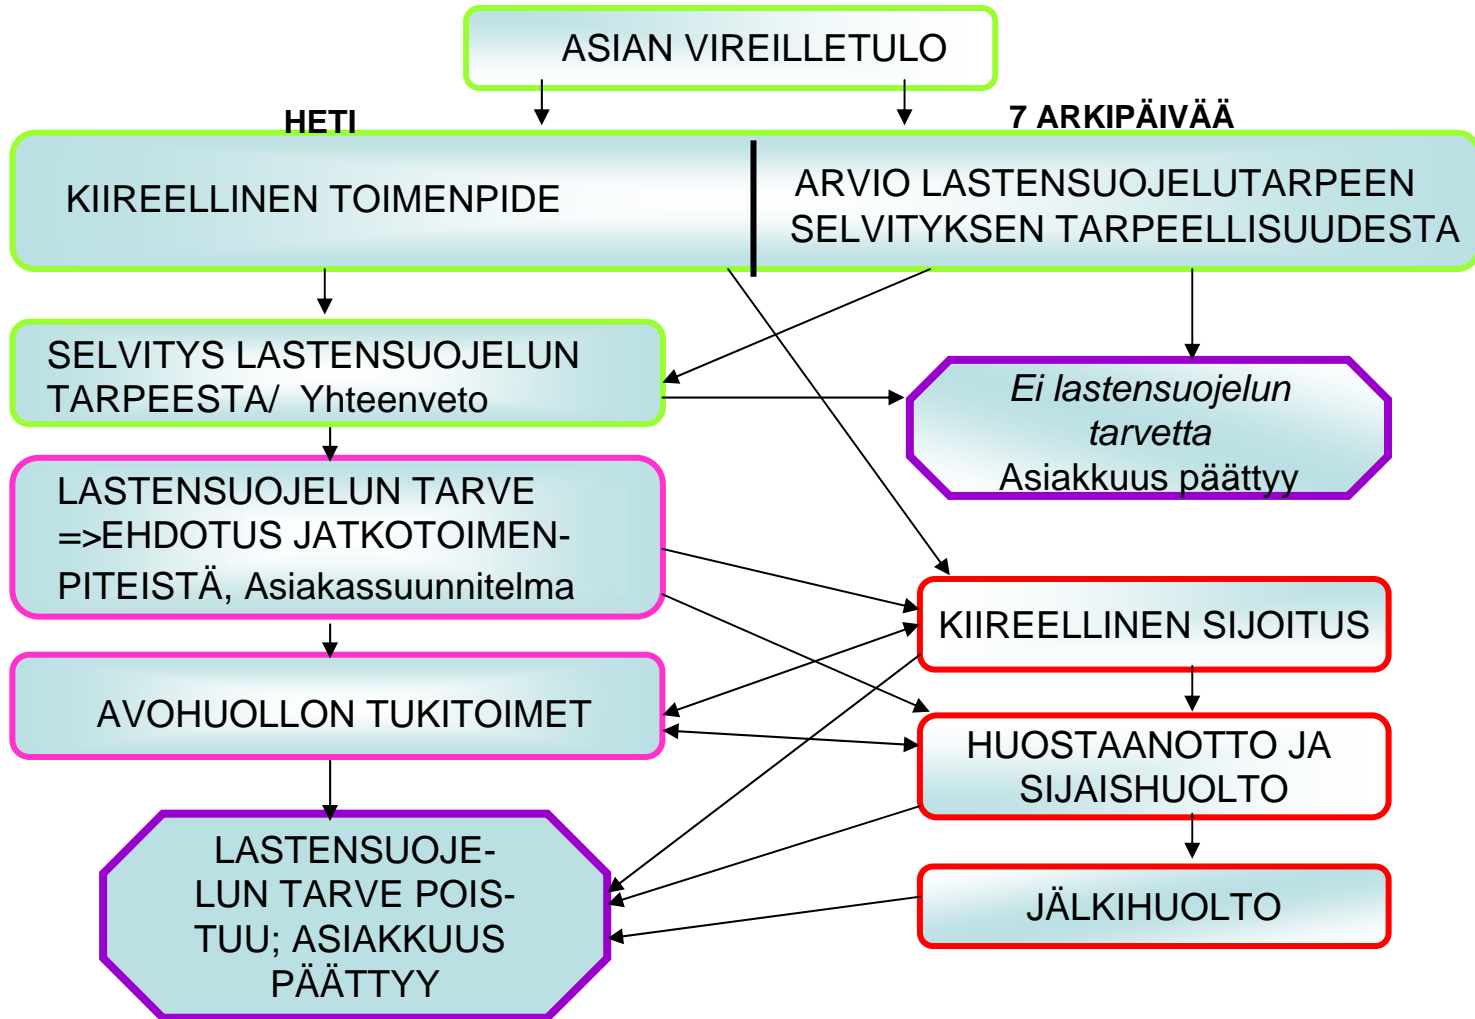 ASIAN VIREILLETULO
HETI
7 ARKIPÄIVÄÄ
KIIREELLINEN TOIMENPIDE
ARVIO LASTENSUOJELUTARPEEN
SELVITYKSEN TARPEELLISUUDESTA
SELVITYS LASTENSUOJELUN
TARPEESTA/ Yhteenveto
Ei lastensuojelun
tarvetta
Asiakkuus päättyy
LASTENSUOJELUN TARVE
=>EHDOTUS JATKOTOIMEN-
PITEISTÄ, Asiakassuunnitelma
KIIREELLINEN SIJOITUS
AVOHUOLLON TUKITOIMET
HUOSTAANOTTO JA
SIJAISHUOLTO
LASTENSUOJE-
LUN TARVE POIS-
TUU; ASIAKKUUS
PÄÄTTYY
JÄLKIHUOLTO